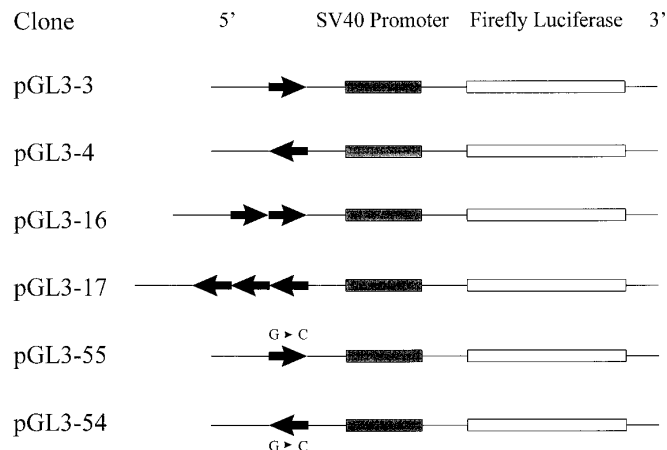 Clone 5’ SV40 Promoter Firefly Luciferase 3’
pGL3-3
pGL3-4
pGL3-16
pGL3-17
G ➤ C
pGL3-55
pGL3-54
G ➤ C